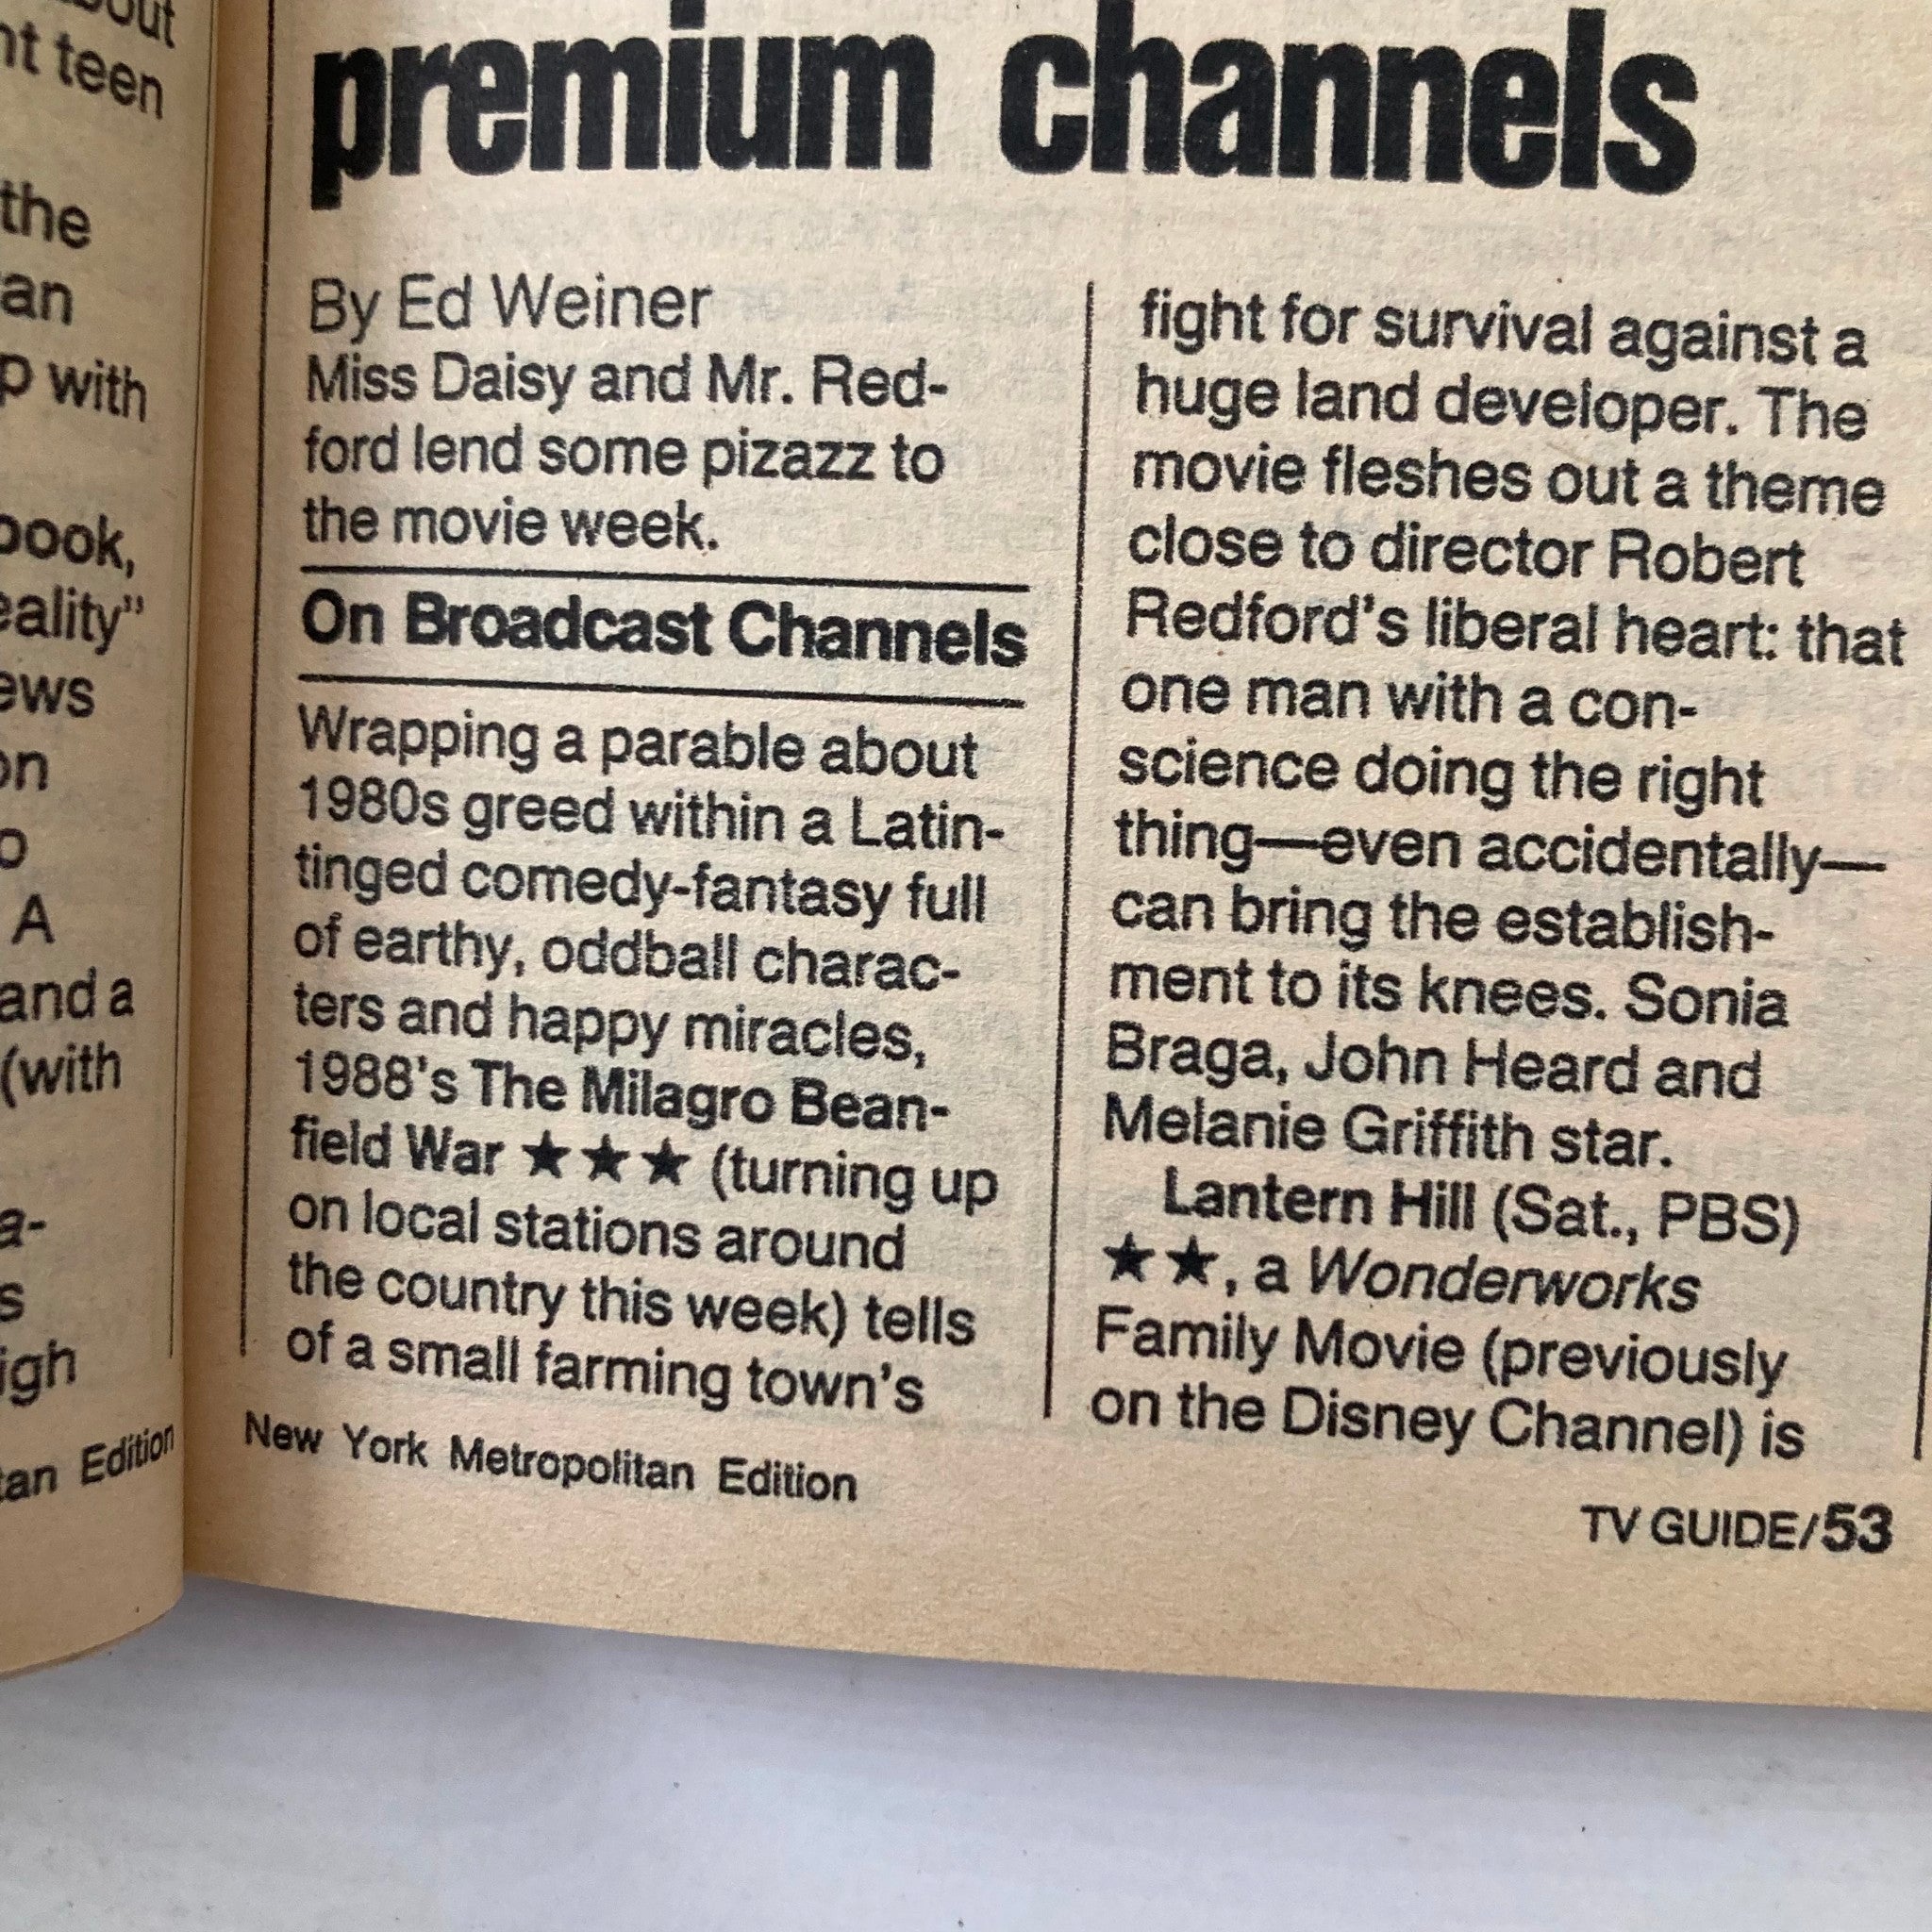 nt teen
the
an
with
book,
eality"
ews
on
A
and a
(with
a-
s
igh
tan Edition
premium channels
By Ed Weiner
Miss Daisy and Mr. Red-
ford lend some pizazz to
the movie week.
On Broadcast Channels
Wrapping a parable about
1980s greed within a Latin-
tinged comedy-fantasy full
of earthy, oddball charac-
ters and happy miracles,
1988's The Milagro Bean-
field War ★★★ (turning up
on local stations around
the country this week) tells
of a small farming town's
fight for survival against a
huge land developer. The
movie fleshes out a theme
close to director Robert
Redford's liberal heart: that
one man with a con-
science doing the right
thing—even accidentally—
can bring the establish-
ment to its knees. Sonia
Braga, John Heard and
Melanie Griffith star.
Lantern Hill (Sat., PBS)
★★, a Wonderworks
Family Movie (previously
on the Disney Channel) is
New York Metropolitan Edition
TV GUIDE/53